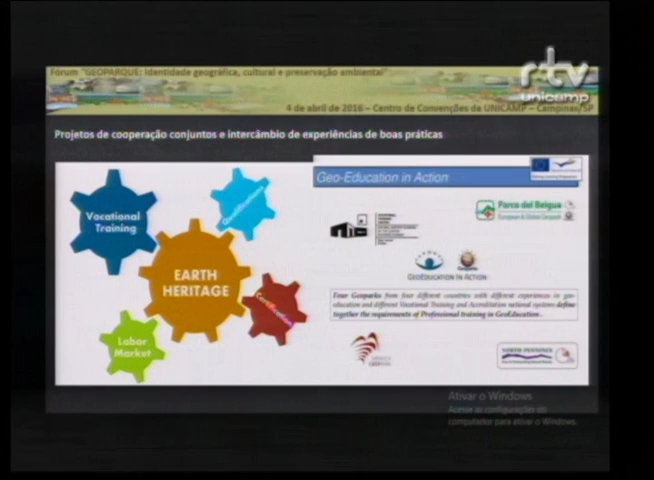 rtv
unicamp
Fórum "GEOPARQUE: Identidade geográfica, cultural e preservação ambiental"
4 de abril de 2016 – Centro de Convenções da UNICAMP – Campinas/SP
Projetos de cooperação conjuntos e intercâmbio de experiências de boas práticas
Geo-Education in Action
Vocational
Training
Qualifications
EARTH
HERITAGE
Certification
Labor
Market
Parco del Beigua
European & Global Geopark
GEOEDUCATION IN ACTION
Four Geoparks from four different countries with different experiences in geo-
education and different Vocational Training and Accreditation national systems define
together the requirements of Professional training in GeoEducation.
NORTH PENNINES
Ativar o Windows
Acesse as configurações do
computador para ativar o Windows.